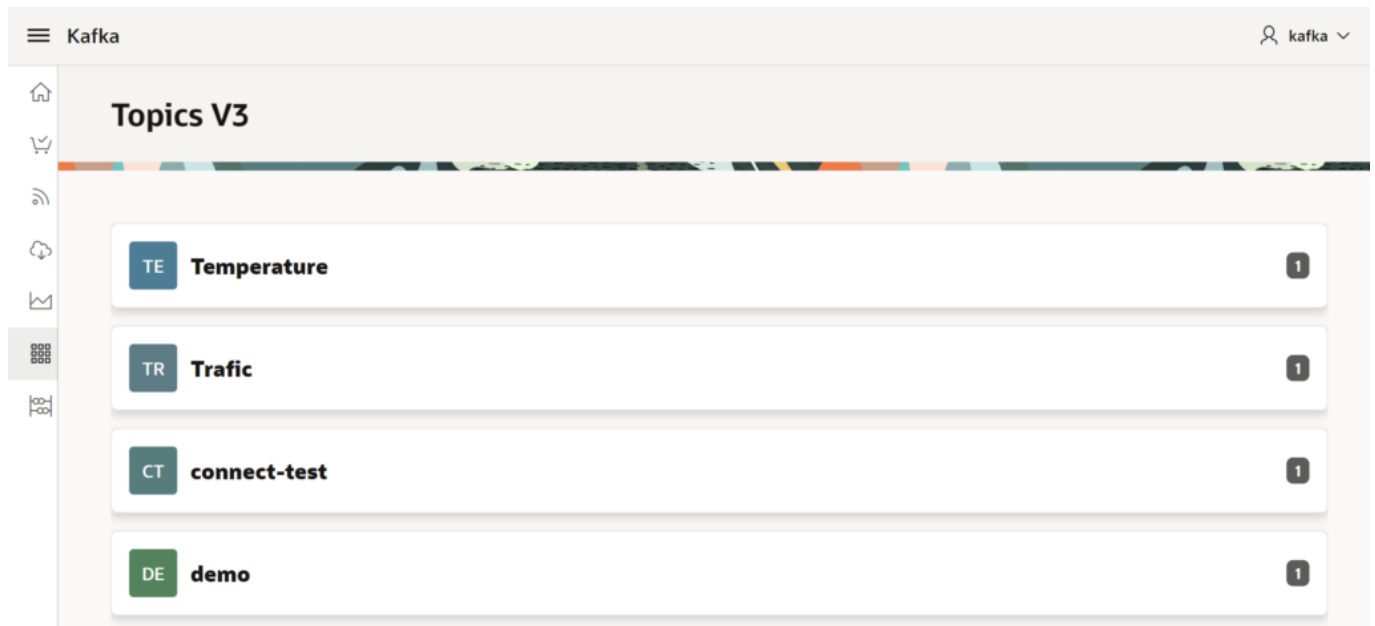 Kafka
kafka
Topics V3
TE Temperature 1
TR Trafic 1
CT connect-test 1
DE demo 1